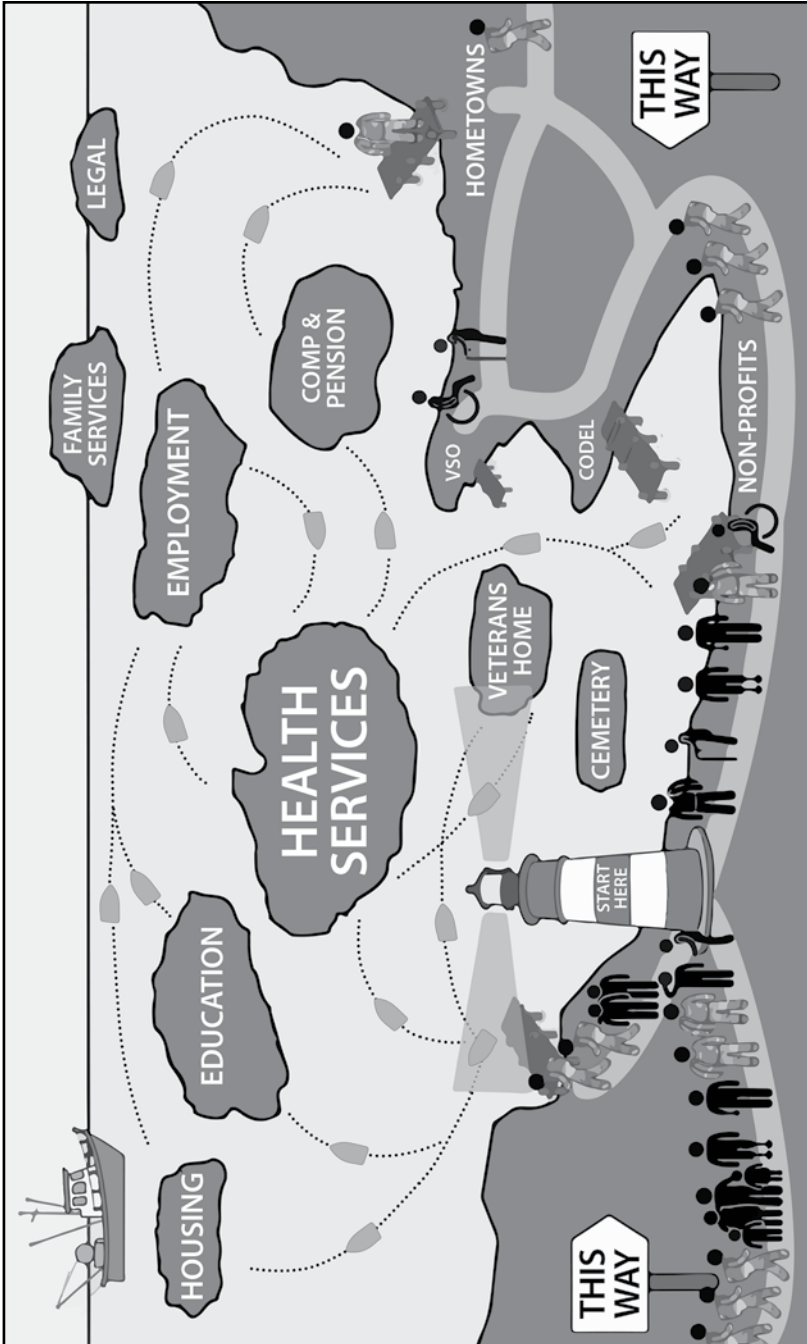 FAMILY
SERVICES
LEGAL
EMPLOYMENT
HOUSING
EDUCATION
COMP &
PENSION
HEALTH
SERVICES
VSO
HOMETOWNS
VETERANS
HOME
CODEL
CEMETERY
START
HERE
THIS
WAY
THIS
WAY
NON-PROFITS